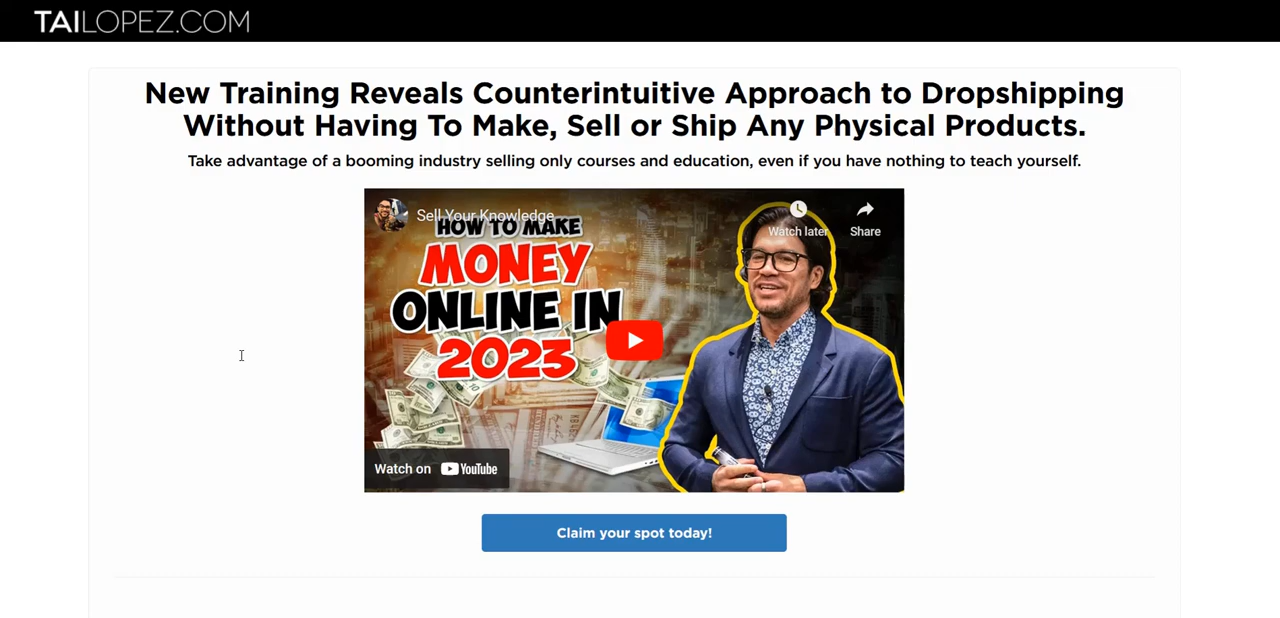 TAILOPEZ.COM
New Training Reveals Counterintuitive Approach to Dropshipping
Without Having To Make, Sell or Ship Any Physical Products.
Take advantage of a booming industry selling only courses and education, even if you have nothing to teach yourself.
Sell Your Knowledge
Watch later
Share
HOW TO MAKE
MONEY
ONLINE IN
2023
Watch on YouTube
Claim your spot today!